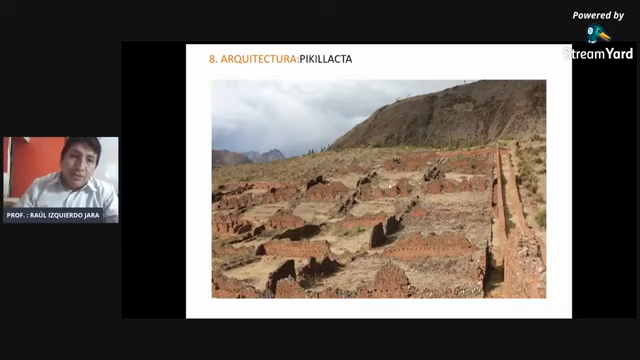 Powered by
StreamYard
8. ARQUITECTURA:PIKILLACTA
PROF. : RAÚL IZQUIERDO JARA